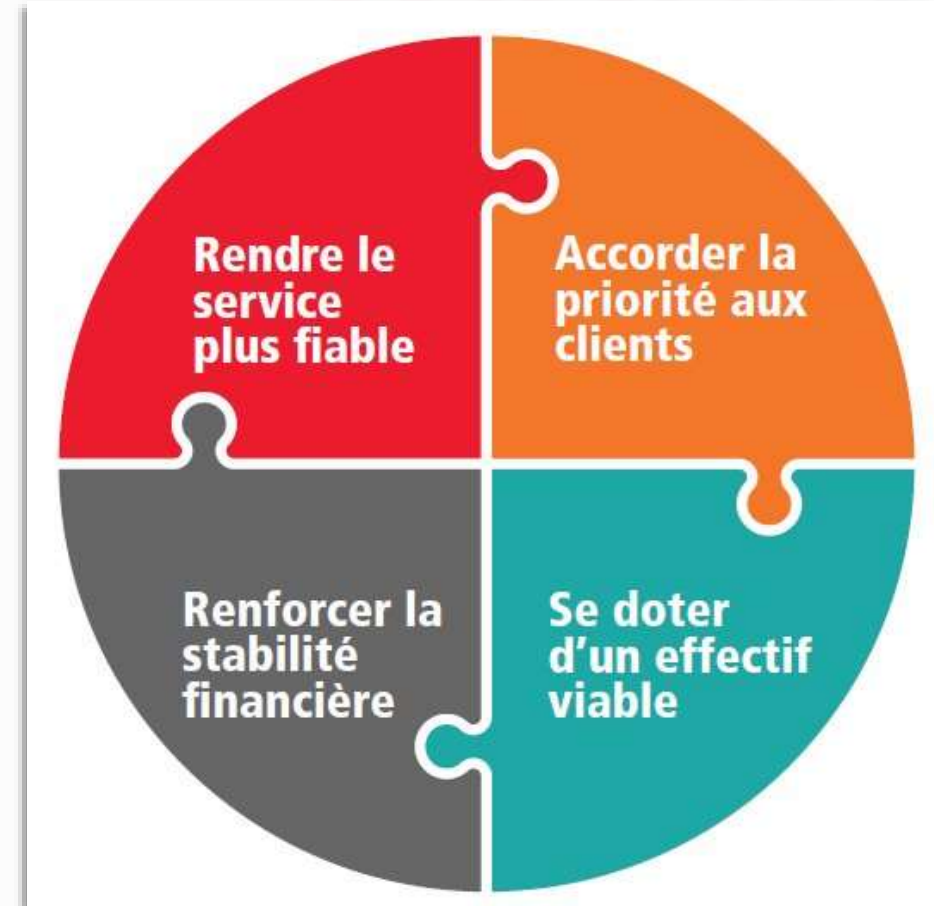 Rendre le
service
plus fiable
Accorder la
priorité aux
clients
Renforcer la
stabilité
financière
Se doter
d’un effectif
viable